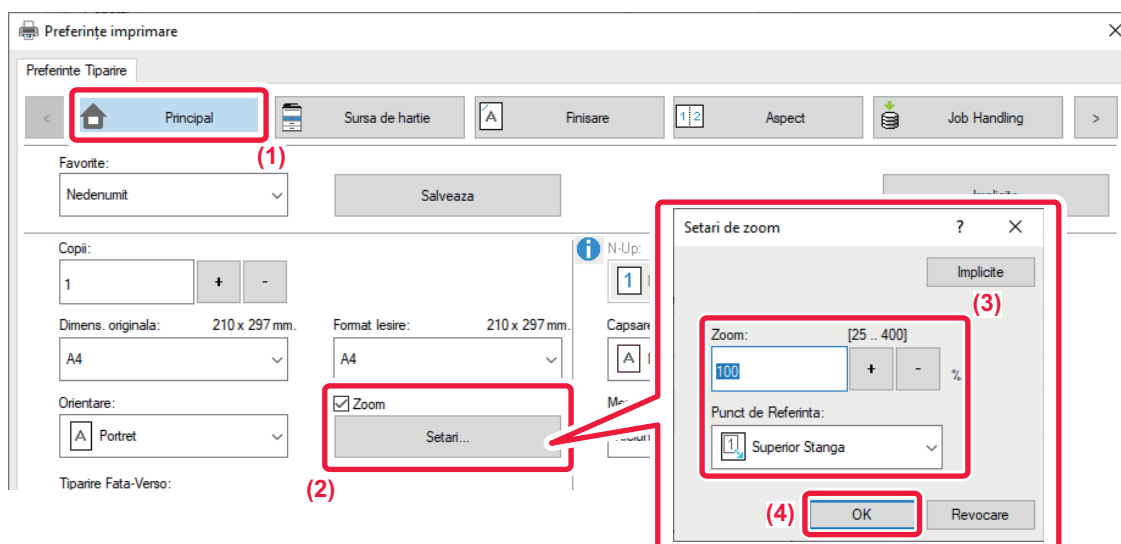 Preferințe imprimare
Preferinte Tiparire
< Principal Sursa de hartie Finisare Aspect Job Handling >
(1)
Favorite:
Nedenumit Salveaza
Setari de zoom ? ×
Implicite
(3)
Zoom: [25 .. 400]
100 + - %
Punct de Referinta:
1 Superior Stanga
(4) OK Revocare
Copii: N-Up:
1 + - 1
Dimens. originala: 210 x 297 mm. Format Iesire: 210 x 297 mm.
A4 A4 A
Orientare: Zoom
A Portret Setari...
(2)
Tiparire Fata-Verso: